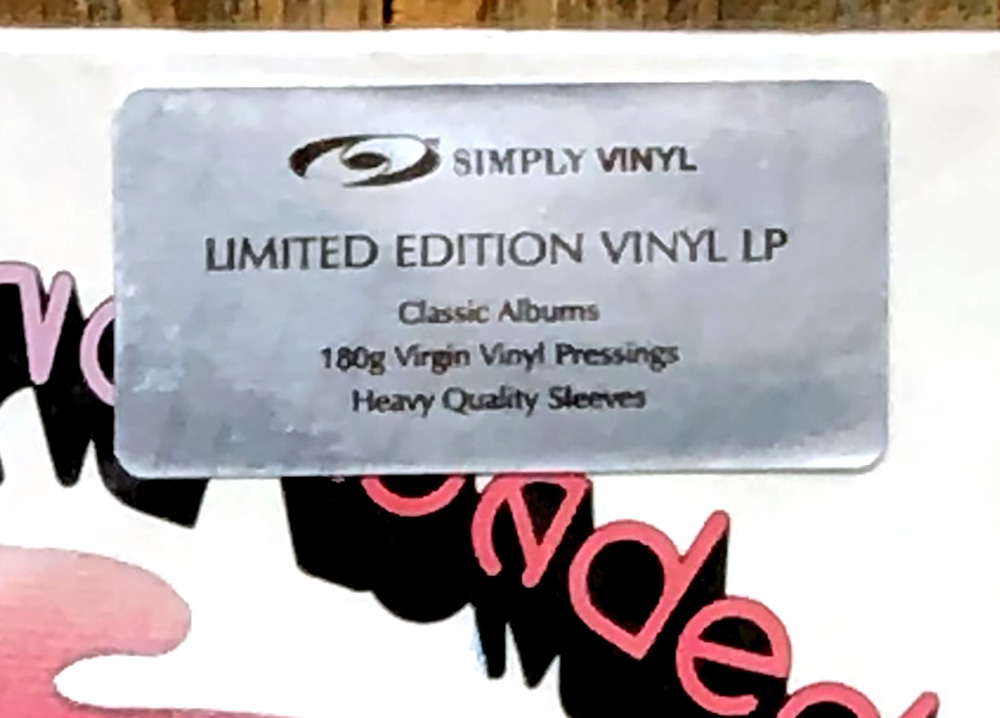 SIMPLY VINYL
LIMITED EDITION VINYL LP
Classic Albums
180g Virgin Vinyl Pressings
Heavy Quality Sleeves